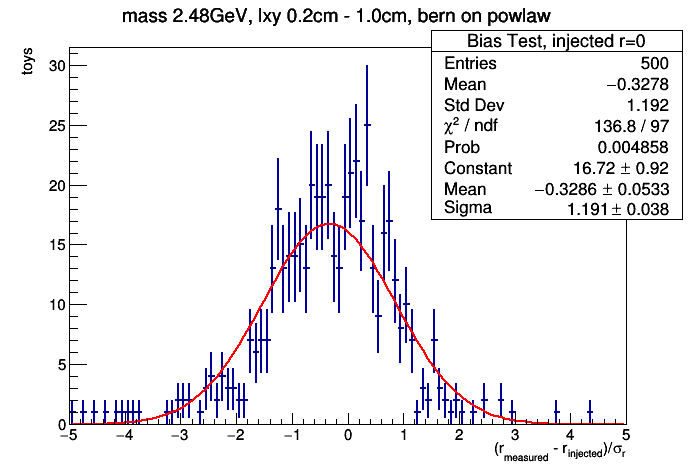 mass 2.48GeV, lxy 0.2cm - 1.0cm, bern on powlaw
toys
Bias Test, injected r=0
Entries 500
Mean −0.3278
Std Dev 1.192
χ² / ndf 136.8 / 97
Prob 0.004858
Constant 16.72 ± 0.92
Mean −0.3286 ± 0.0533
Sigma 1.191 ± 0.038
30
25
20
15
10
5
0
−5 −4 −3 −2 −1 0 1 2 3 4 5
(r_measured - r_injected)/σ_r